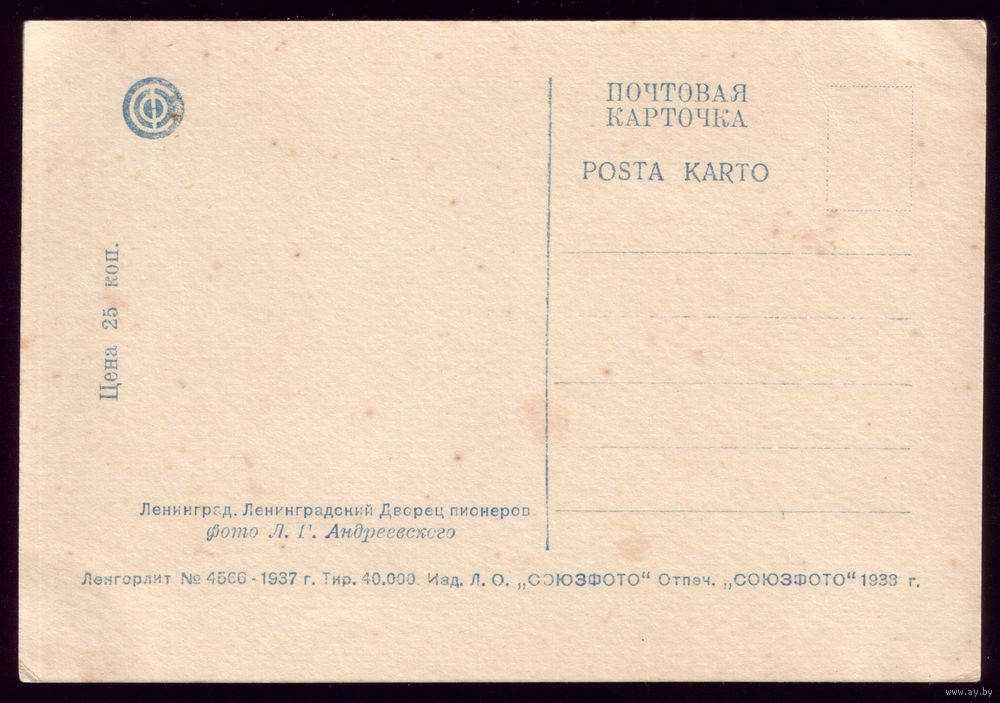 СФ
ПОЧТОВАЯ
КАРТОЧКА
POSTA KARTO
Цена 25 коп.
Ленинград. Ленинградский Дворец пионеров.
фото Л. Г. Андреевского
Ленгорлит № 4566 - 1937 г. Тир. 40.000. Изд. Л. О. „СОЮЗФОТО“ Отпеч. „СОЮЗФОТО“ 1938 г.
www.ay.by